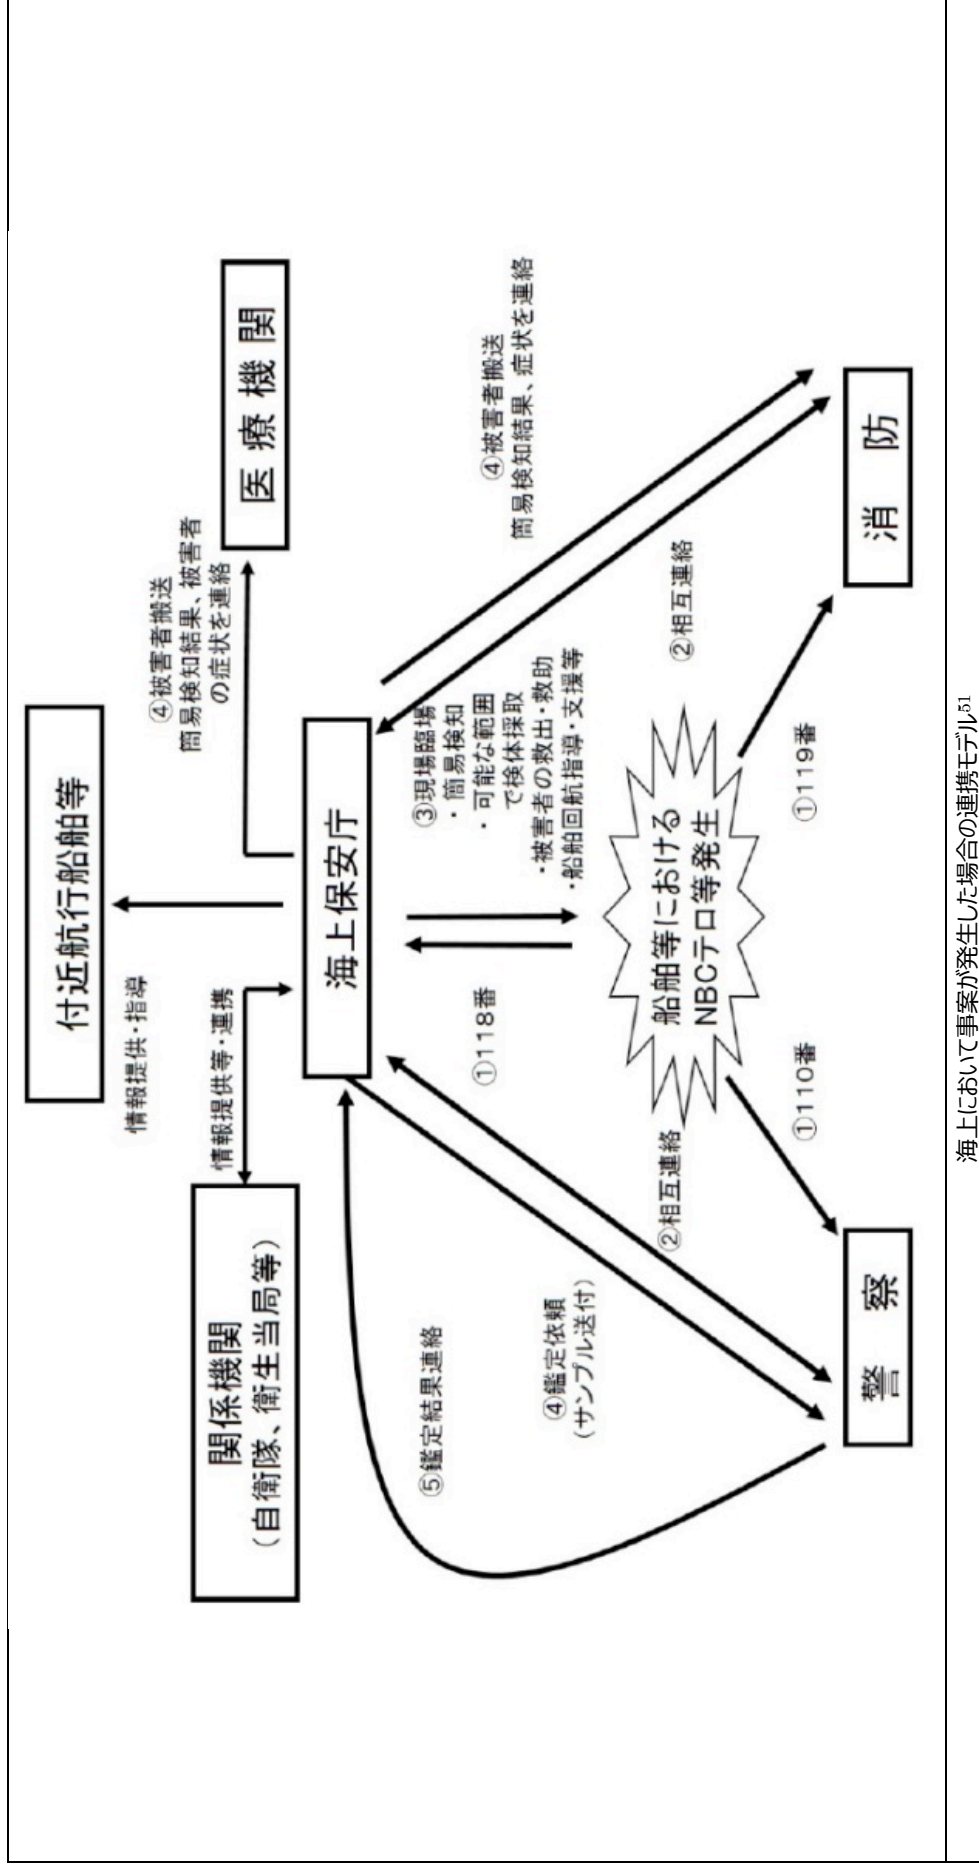 付近航行船舶等
情報提供・指導
④被害者搬送
簡易検知結果、被害者
の症状を連絡
医療機関
関係機関
(自衛隊、衛生当局等)
情報提供等・連携
海上保安庁
⑤鑑定結果連絡
④鑑定依頼
(サンプル送付)
②相互連絡
①118番
③現場臨場
・簡易検知
・可能な範囲
で検体採取
・被害者の救出・救助
・船舶回航指導・支援等
④被害者搬送
簡易検知結果、症状を連絡
②相互連絡
船舶等における
NBCテロ等発生
①110番
①119番
警察
消防
海上において事案が発生した場合の連携モデル51